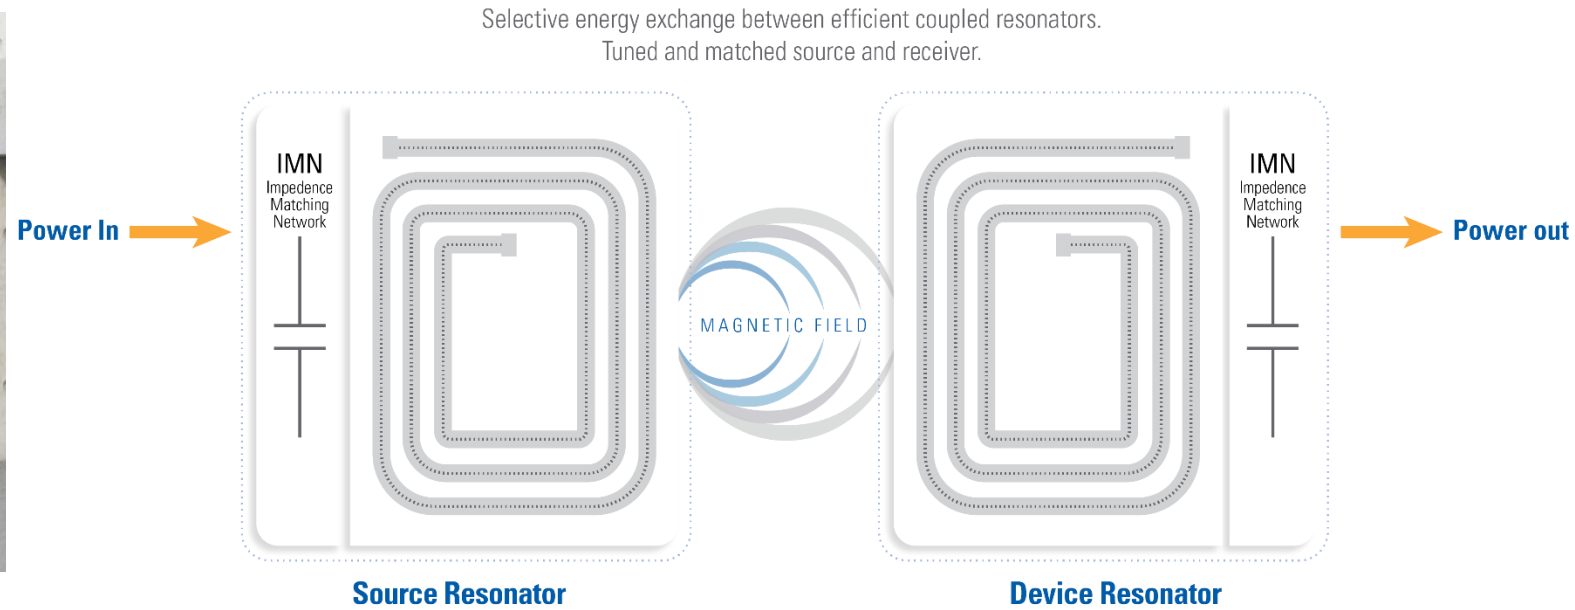 Selective energy exchange between efficient coupled resonators.
Tuned and matched source and receiver.
IMN
Impedence
Matching
Network
Power In
MAGNETIC FIELD
IMN
Impedence
Matching
Network
Power out
Source Resonator
Device Resonator